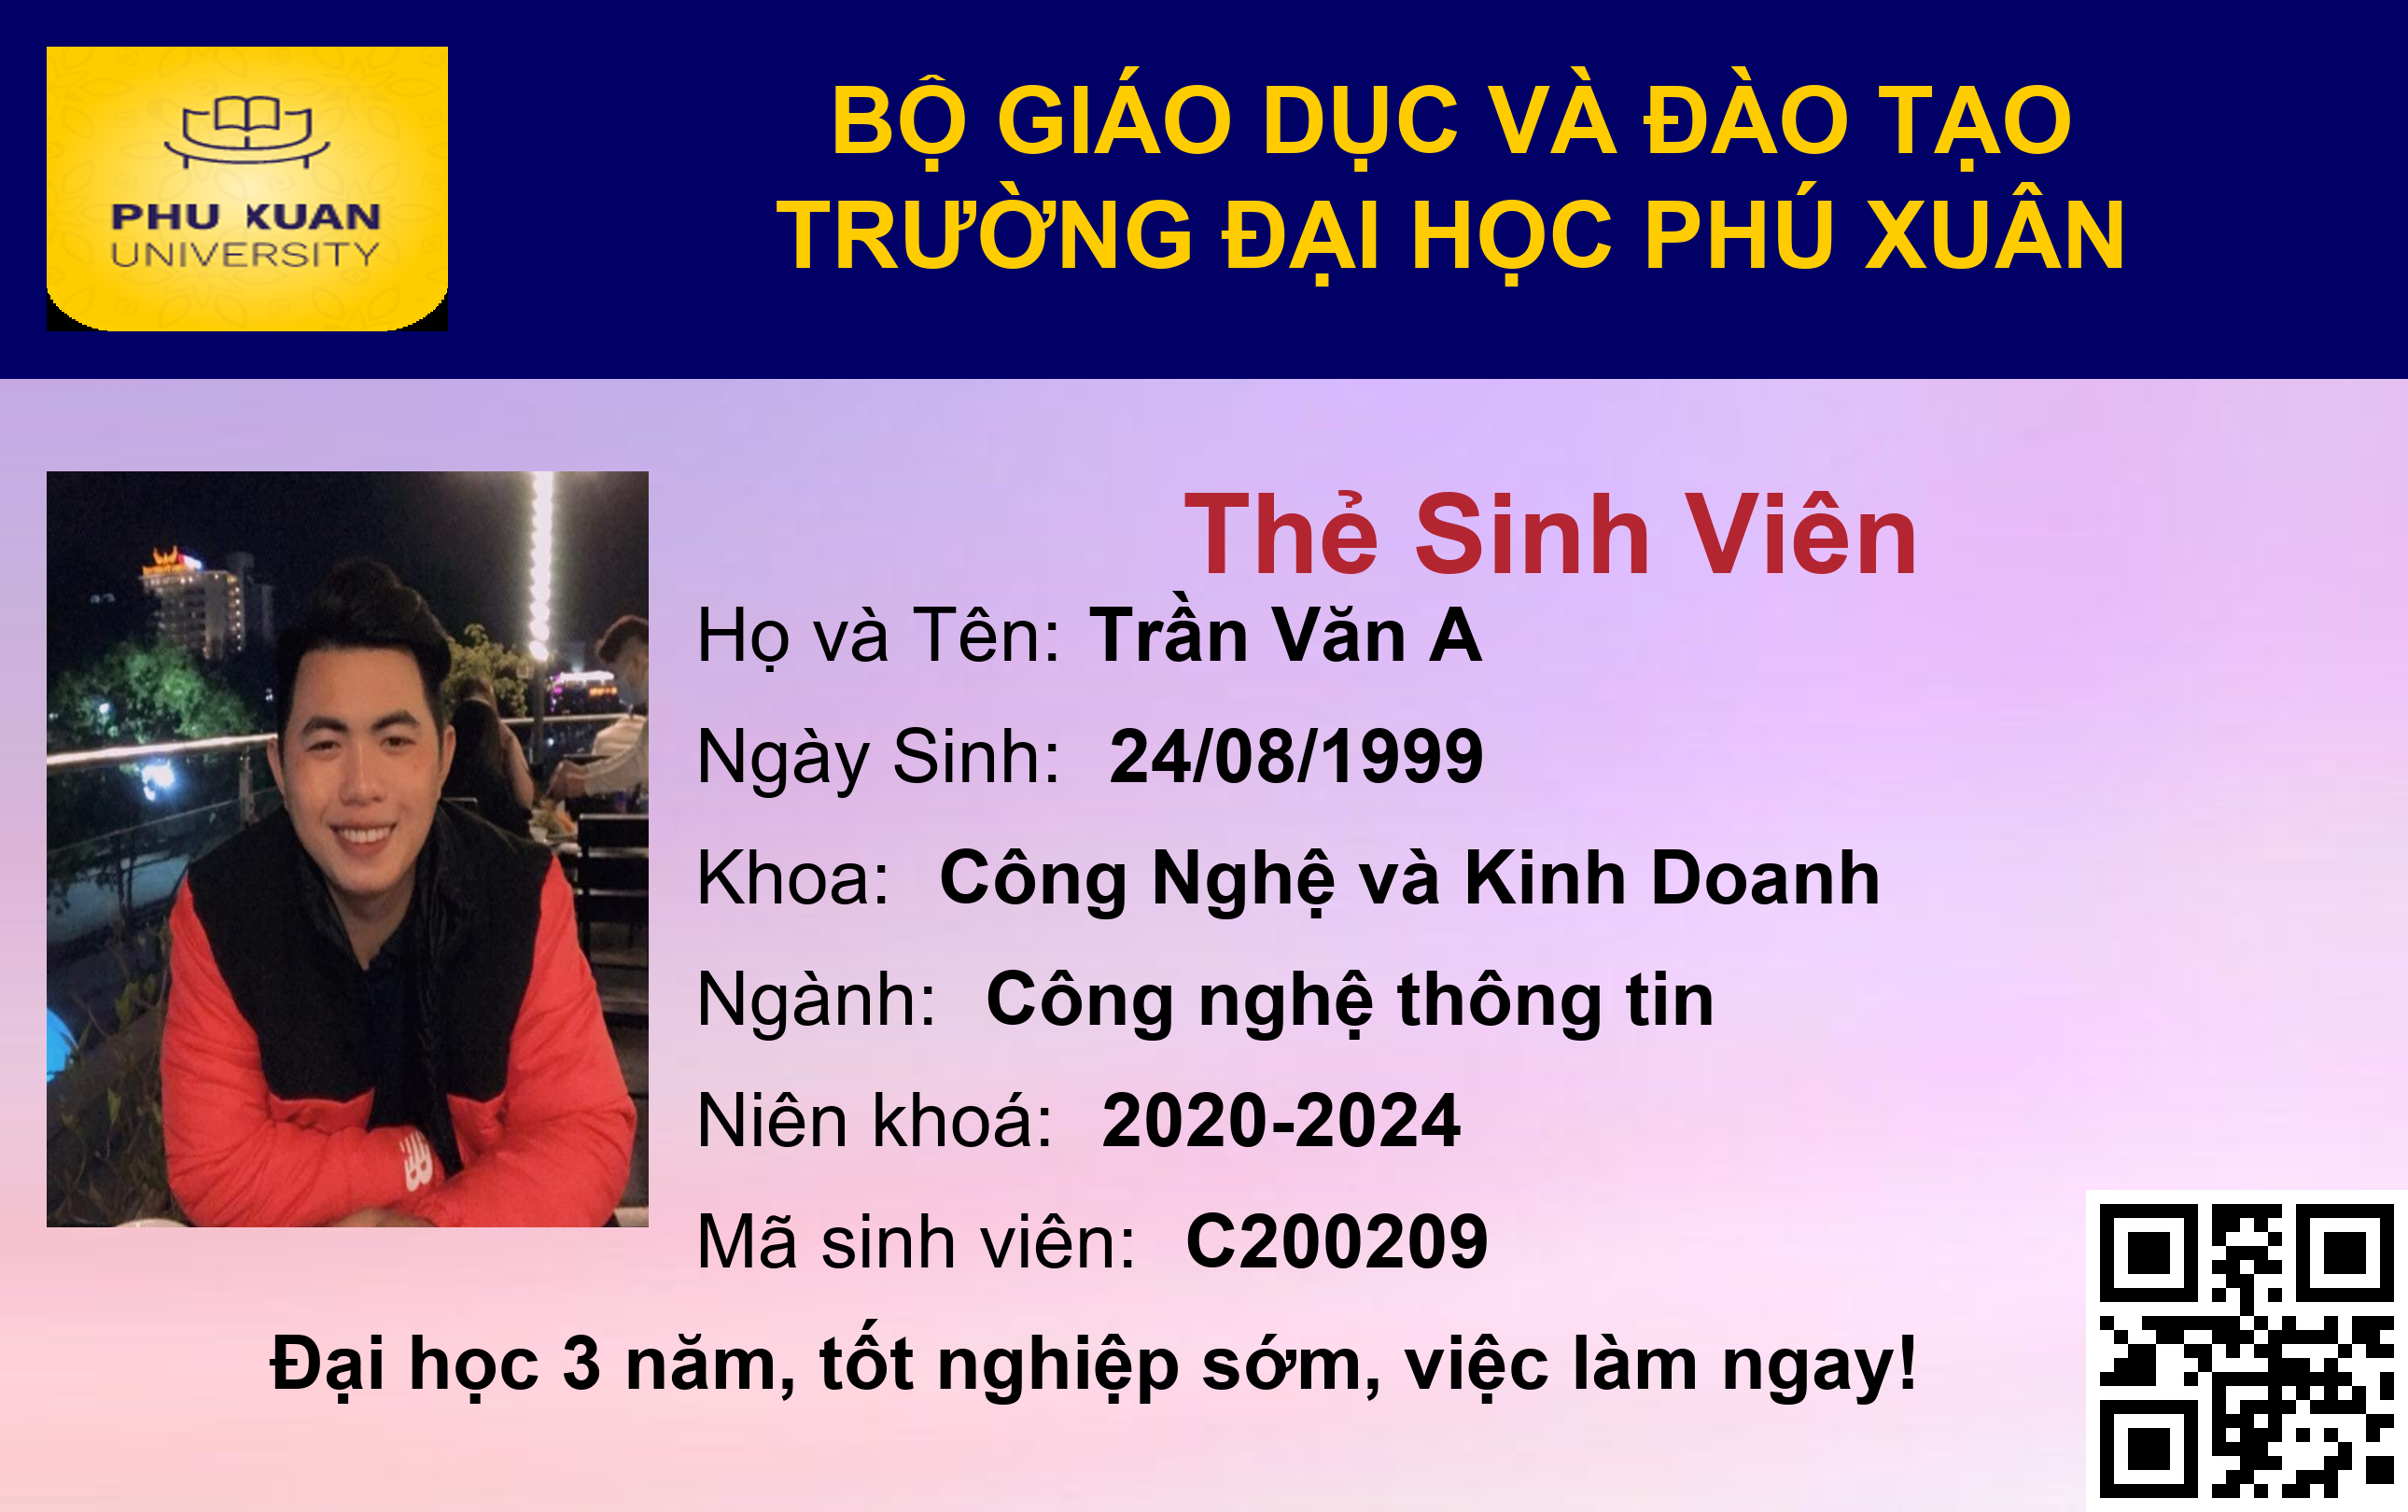 PHU XUAN
UNIVERSITY
BỘ GIÁO DỤC VÀ ĐÀO TẠO
TRƯỜNG ĐẠI HỌC PHÚ XUÂN
Thẻ Sinh Viên
Họ và Tên: Trần Văn A
Ngày Sinh: 24/08/1999
Khoa: Công Nghệ và Kinh Doanh
Ngành: Công nghệ thông tin
Niên khoá: 2020-2024
Mã sinh viên: C200209
Đại học 3 năm, tốt nghiệp sớm, việc làm ngay!